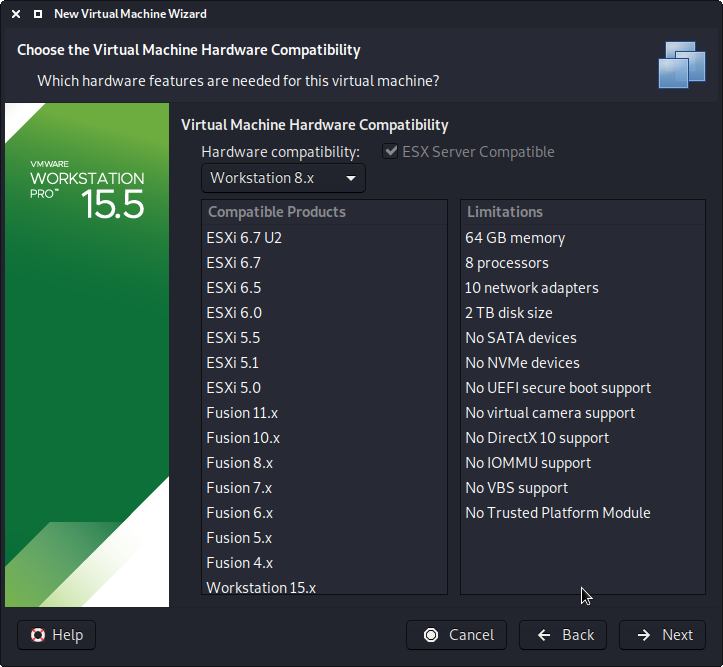 New Virtual Machine Wizard
Choose the Virtual Machine Hardware Compatibility
Which hardware features are needed for this virtual machine?
VMWARE
WORKSTATION
PRO™ 15.5
Virtual Machine Hardware Compatibility
Hardware compatibility: ESX Server Compatible
Workstation 8.x
Compatible Products
ESXi 6.7 U2
ESXi 6.7
ESXi 6.5
ESXi 6.0
ESXi 5.5
ESXi 5.1
ESXi 5.0
Fusion 11.x
Fusion 10.x
Fusion 8.x
Fusion 7.x
Fusion 6.x
Fusion 5.x
Fusion 4.x
Workstation 15.x
Limitations
64 GB memory
8 processors
10 network adapters
2 TB disk size
No SATA devices
No NVMe devices
No UEFI secure boot support
No virtual camera support
No DirectX 10 support
No IOMMU support
No VBS support
No Trusted Platform Module
Help
Cancel
Back
Next